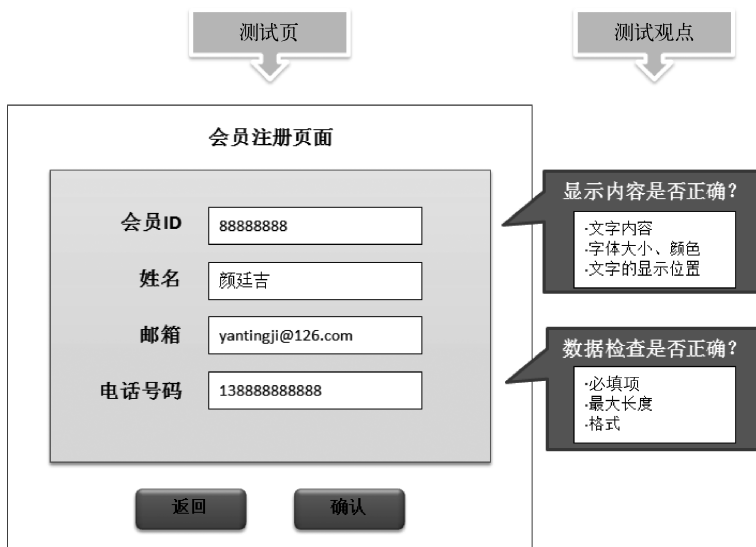 测试页
测试观点
会员注册页面
会员ID
88888888
姓名
颜廷吉
邮箱
yantingji@126.com
电话号码
138888888888
返回
确认
显示内容是否正确？
·文字内容
·字体大小、颜色
·文字的显示位置
数据检查是否正确？
·必填项
·最大长度
·格式